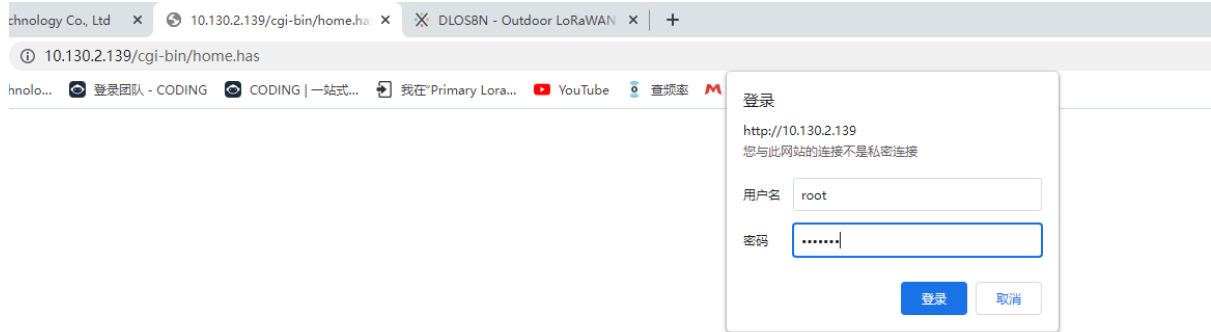 chnology Co., Ltd × 10.130.2.139/cgi-bin/home.ha × DLOS8N - Outdoor LoRaWAN × +
10.130.2.139/cgi-bin/home.has
hnolo... 登录团队 - CODING CODING | 一站式... 我在"Primary Lora... YouTube 查频率
登录
http://10.130.2.139
您与此网站的连接不是私密连接
用户名 root
密码 •••••••
登录 取消